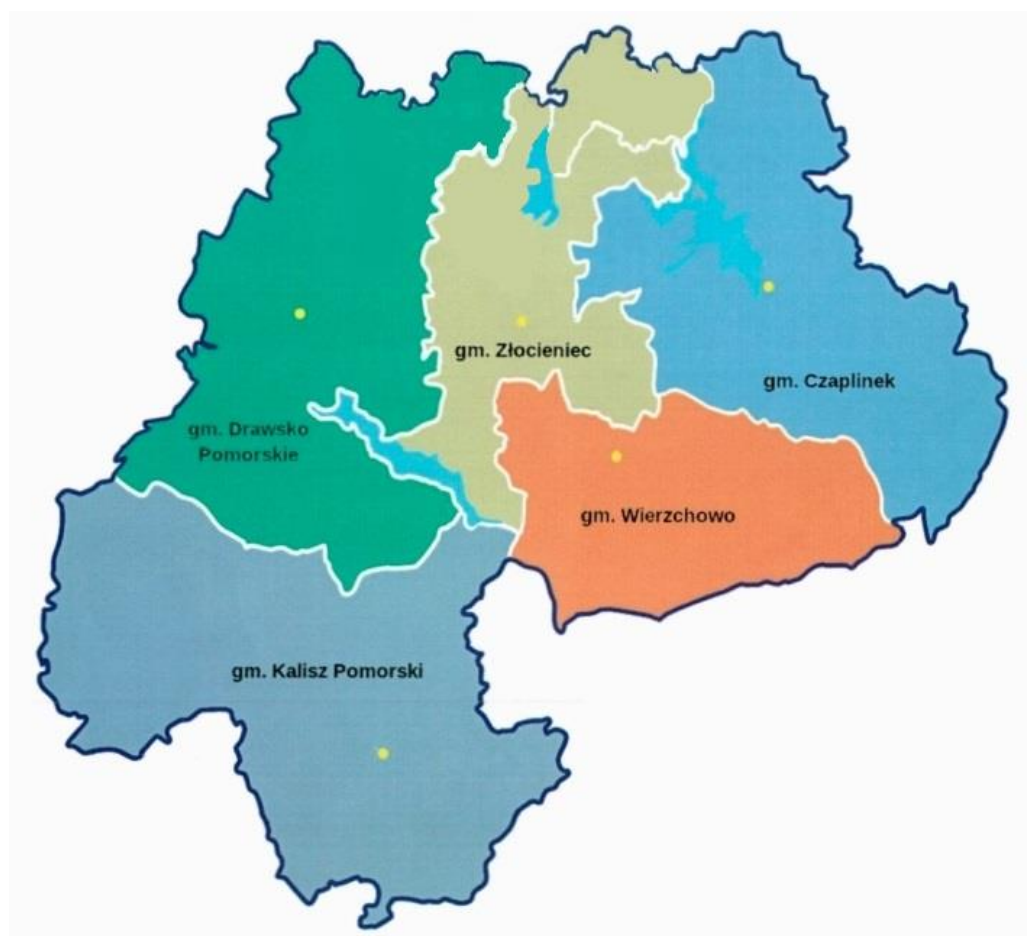 gm. Złocieniec
gm. Czaplinek
gm. Drawsko
Pomorskie
gm. Wierzchowo
gm. Kalisz Pomorski